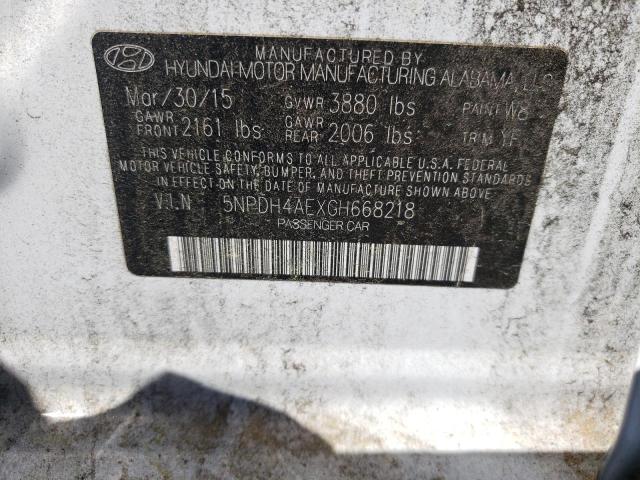 MANUFACTURED BY
HYUNDAI MOTOR MANUFACTURING ALABAMA, LLC
Mar/30/15 GVWR 3880 lbs PAINT W8
GAWR FRONT 2161 lbs GAWR REAR 2006 lbs TRIM YF
THIS VEHICLE CONFORMS TO ALL APPLICABLE U.S.A. FEDERAL
MOTOR VEHICLE SAFETY, BUMPER, AND THEFT PREVENTION STANDARDS
IN EFFECT ON THE DATE OF MANUFACTURE SHOWN ABOVE
V.I.N 5NPDH4AEXGH668218
PASSENGER CAR